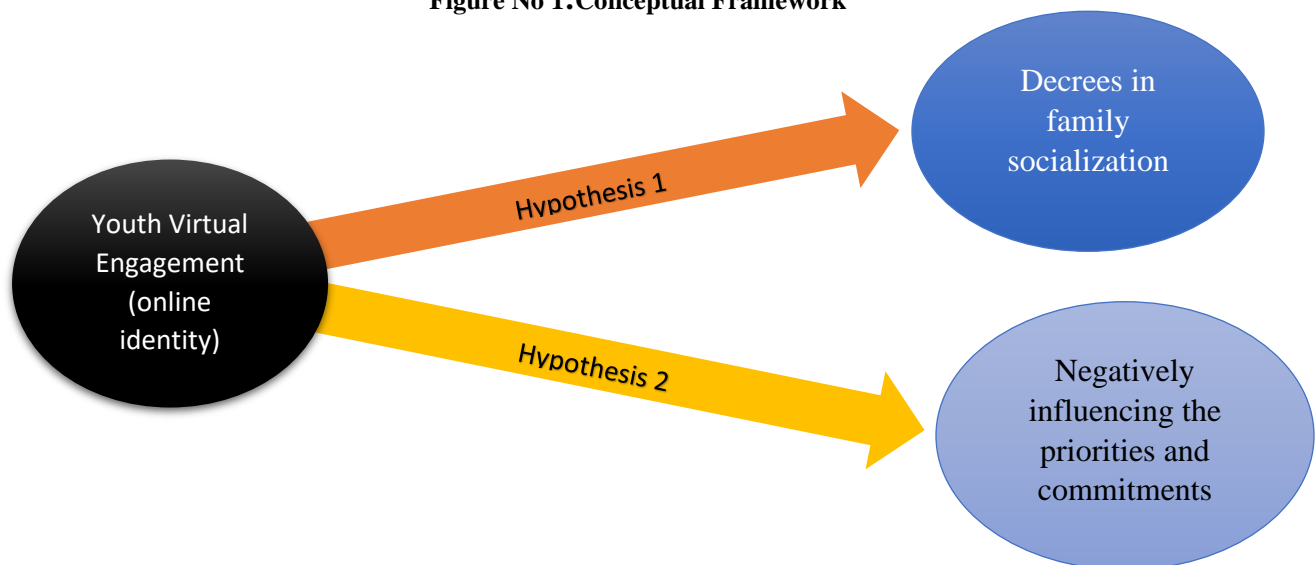 Figure No 1.Conceptual Framework
Youth Virtual
Engagement
(online
identity)
Hypothesis 1
Hypothesis 2
Decrees in
family
socialization
Negatively
influencing the
priorities and
commitments